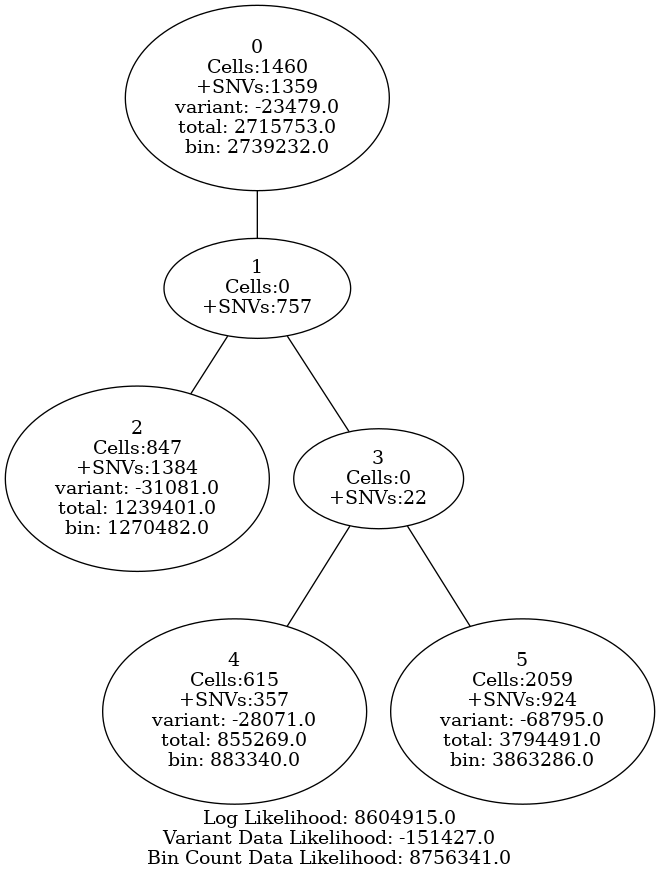 0
Cells:1460
+SNVs:1359
variant: -23479.0
total: 2715753.0
bin: 2739232.0
1
Cells:0
+SNVs:757
2
Cells:847
+SNVs:1384
variant: -31081.0
total: 1239401.0
bin: 1270482.0
3
Cells:0
+SNVs:22
4
Cells:615
+SNVs:357
variant: -28071.0
total: 855269.0
bin: 883340.0
5
Cells:2059
+SNVs:924
variant: -68795.0
total: 3794491.0
bin: 3863286.0
Log Likelihood: 8604915.0
Variant Data Likelihood: -151427.0
Bin Count Data Likelihood: 8756341.0